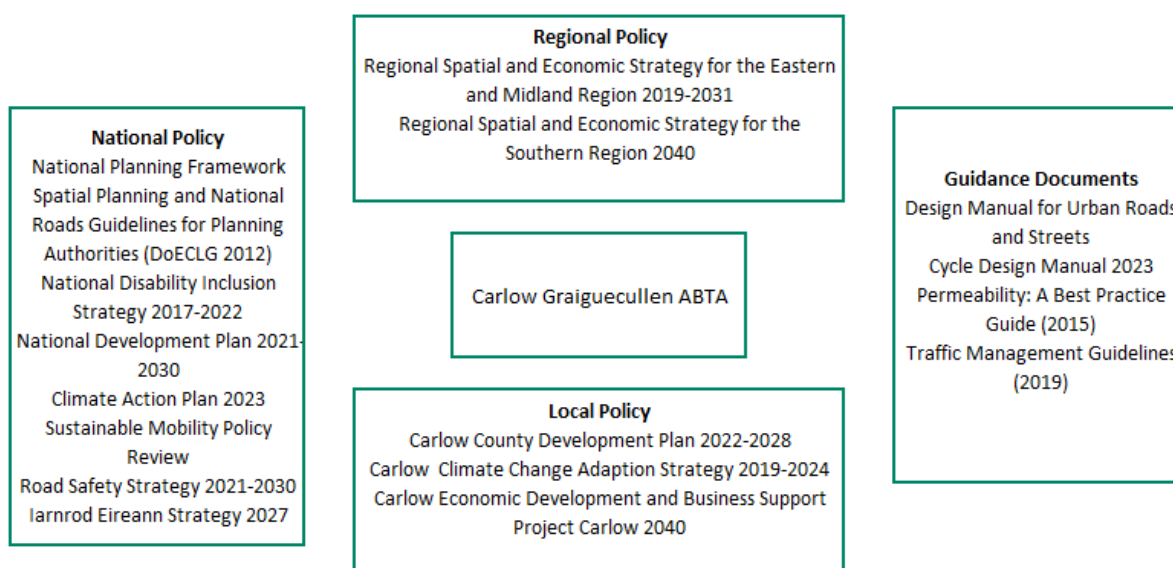 Regional Policy
Regional Spatial and Economic Strategy for the Eastern
and Midland Region 2019-2031
Regional Spatial and Economic Strategy for the
Southern Region 2040
National Policy
National Planning Framework
Spatial Planning and National
Roads Guidelines for Planning
Authorities (DoECLG 2012)
National Disability Inclusion
Strategy 2017-2022
National Development Plan 2021-
2030
Climate Action Plan 2023
Sustainable Mobility Policy
Review
Road Safety Strategy 2021-2030
Iarnrod Eireann Strategy 2027
Carlow Graiguecullen ABTA
Guidance Documents
Design Manual for Urban Roads
and Streets
Cycle Design Manual 2023
Permeability: A Best Practice
Guide (2015)
Traffic Management Guidelines
(2019)
Local Policy
Carlow County Development Plan 2022-2028
Carlow Climate Change Adaption Strategy 2019-2024
Carlow Economic Development and Business Support
Project Carlow 2040